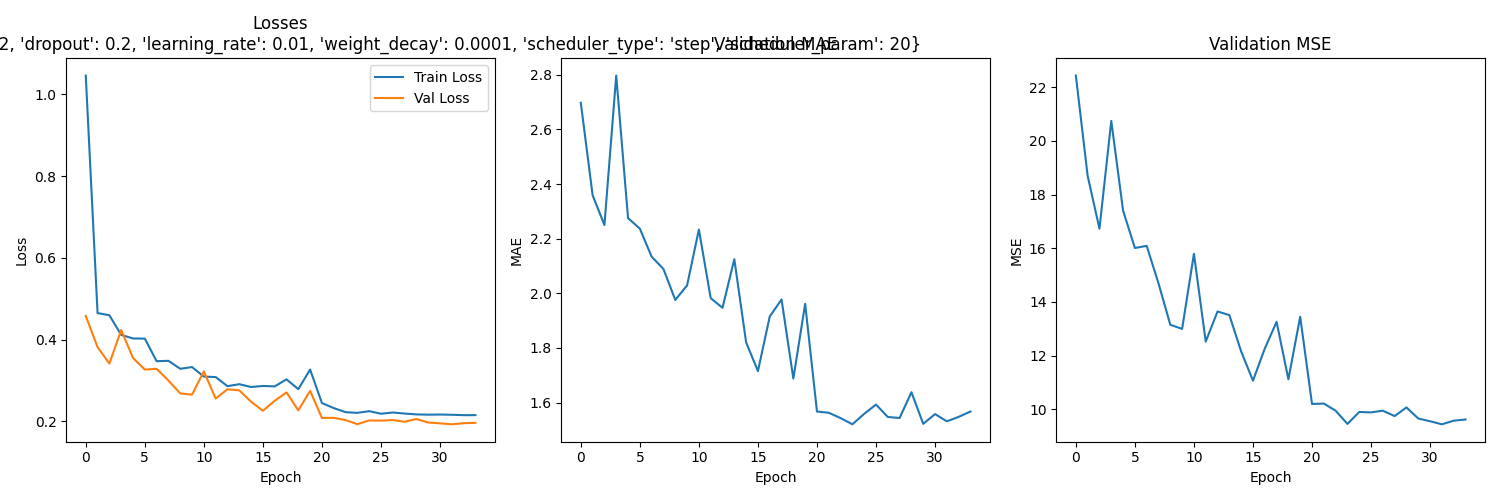 Losses
2, 'dropout': 0.2, 'learning_rate': 0.01, 'weight_decay': 0.0001, 'scheduler_type': 'step', 'scheduler_param': 20}
1.0
0.8
0.6
0.4
0.2
Loss
Train Loss
Val Loss
0 5 10 15 20 25 30
Epoch
Validation MAE
2.8
2.6
2.4
2.2
2.0
1.8
1.6
MAE
0 5 10 15 20 25 30
Epoch
Validation MSE
22
20
18
16
14
12
10
MSE
0 5 10 15 20 25 30
Epoch